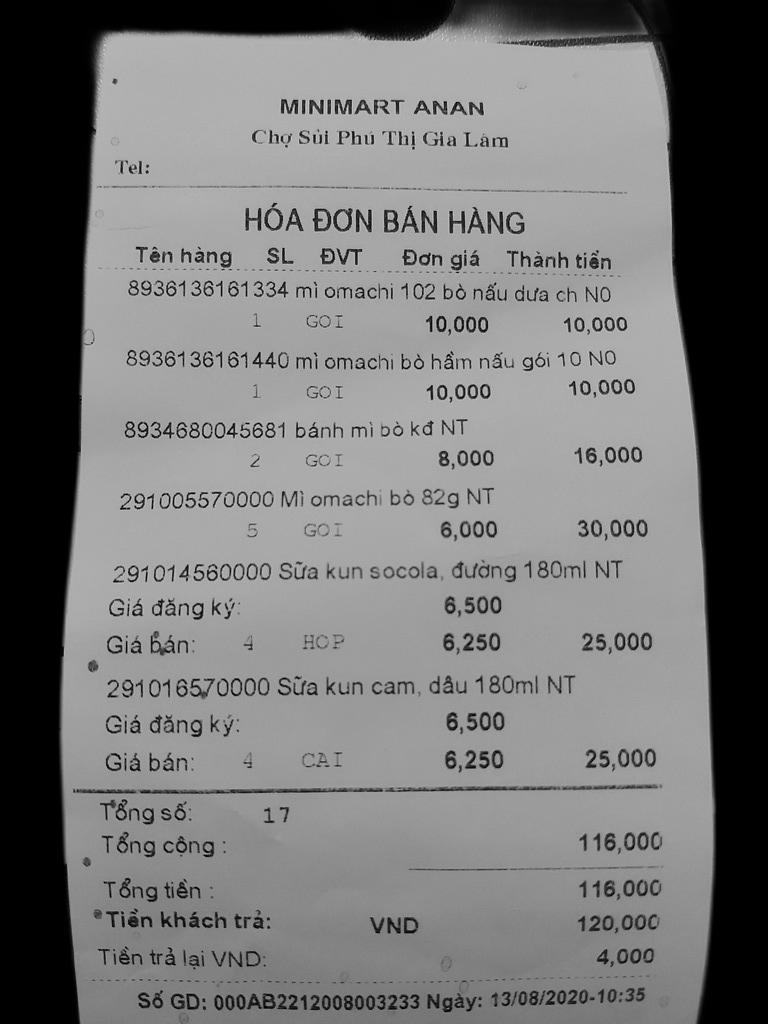 MINIMART ANAN
Chợ Sủi Phú Thị Gia Lâm
Tel:
HÓA ĐƠN BÁN HÀNG
Tên hàng SL ĐVT Đơn giá Thành tiền
8936136161334 mì omachi 102 bò nấu dưa ch N0
1 GOI 10,000 10,000
8936136161440 mì omachi bò hầm nấu gói 10 N0
1 GOI 10,000 10,000
8934680045681 bánh mì bò kđ NT
2 GOI 8,000 16,000
291005570000 Mì omachi bò 82g NT
5 GOI 6,000 30,000
291014560000 Sữa kun socola, đường 180ml NT
Giá đăng ký: 6,500
Giá bán: 4 HOP 6,250 25,000
291016570000 Sữa kun cam, dâu 180ml NT
Giá đăng ký: 6,500
Giá bán: 4 CAI 6,250 25,000
Tổng số: 17
Tổng cộng : 116,000
Tổng tiền : 116,000
Tiền khách trả: VND 120,000
Tiền trả lại VND: 4,000
Số GD: 000AB2212008003233 Ngày: 13/08/2020-10:35